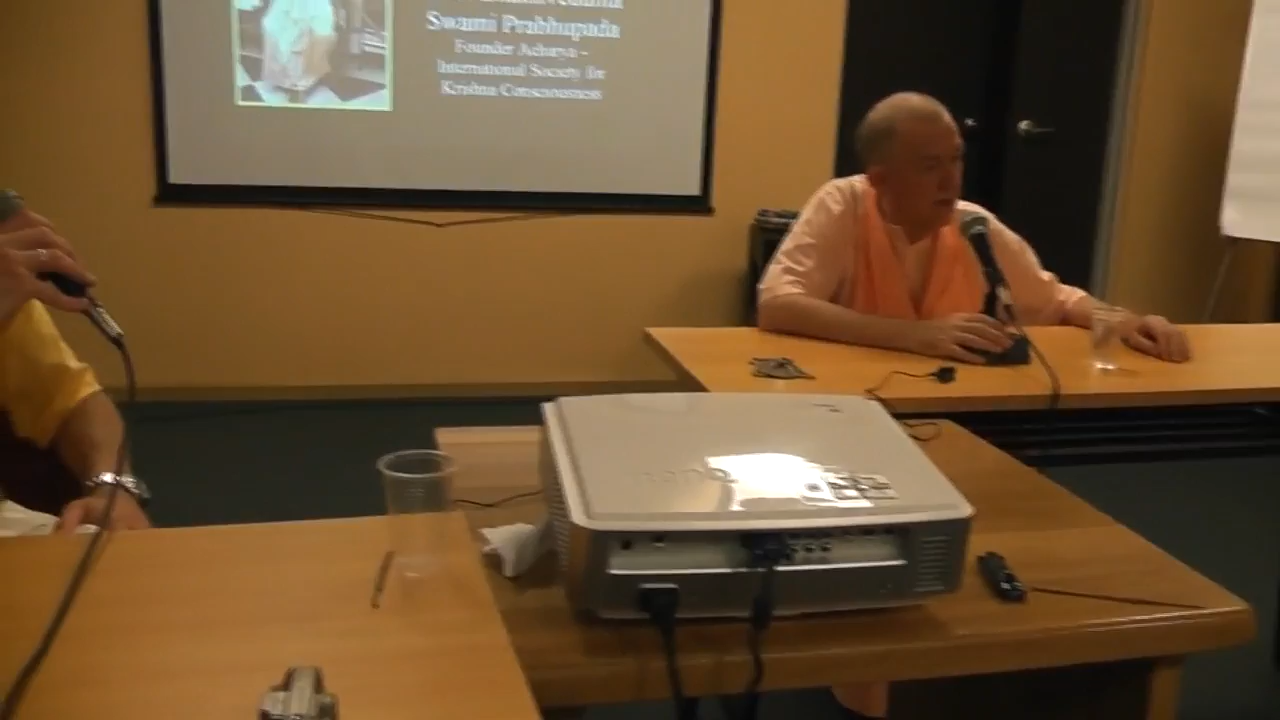 Swami Prabhupada
Founder Acharya -
International Society for
Krishna Consciousness